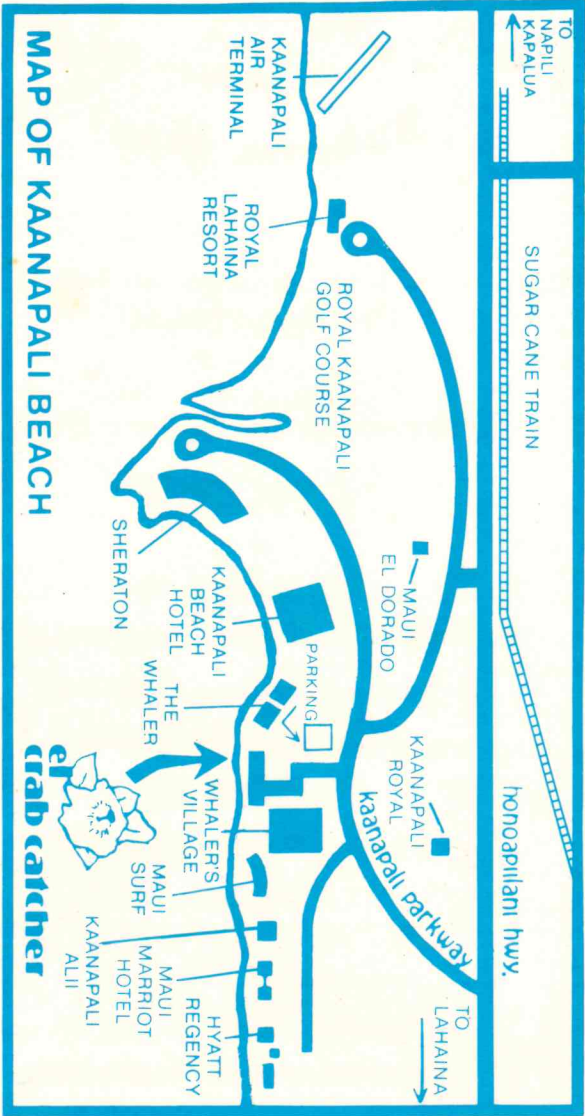 TO
NAPILI
KAPALUA
SUGAR CANE TRAIN
honoapiilani hwy.
TO
LAHAINA
KAANAPALI
AIR
TERMINAL
ROYAL
LAHAINA
RESORT
ROYAL KAANAPALI
GOLF COURSE
MAUI
EL DORADO
KAANAPALI
ROYAL
kaanapali parkway
SHERATON
KAANAPALI
BEACH
HOTEL
PARKING
THE
WHALER
WHALER'S
VILLAGE
MAUI
SURF
KAANAPALI
ALII
MAUI
MARRIOT
HOTEL
HYATT
REGENCY
MAP OF KAANAPALI BEACH
el
crab catcher